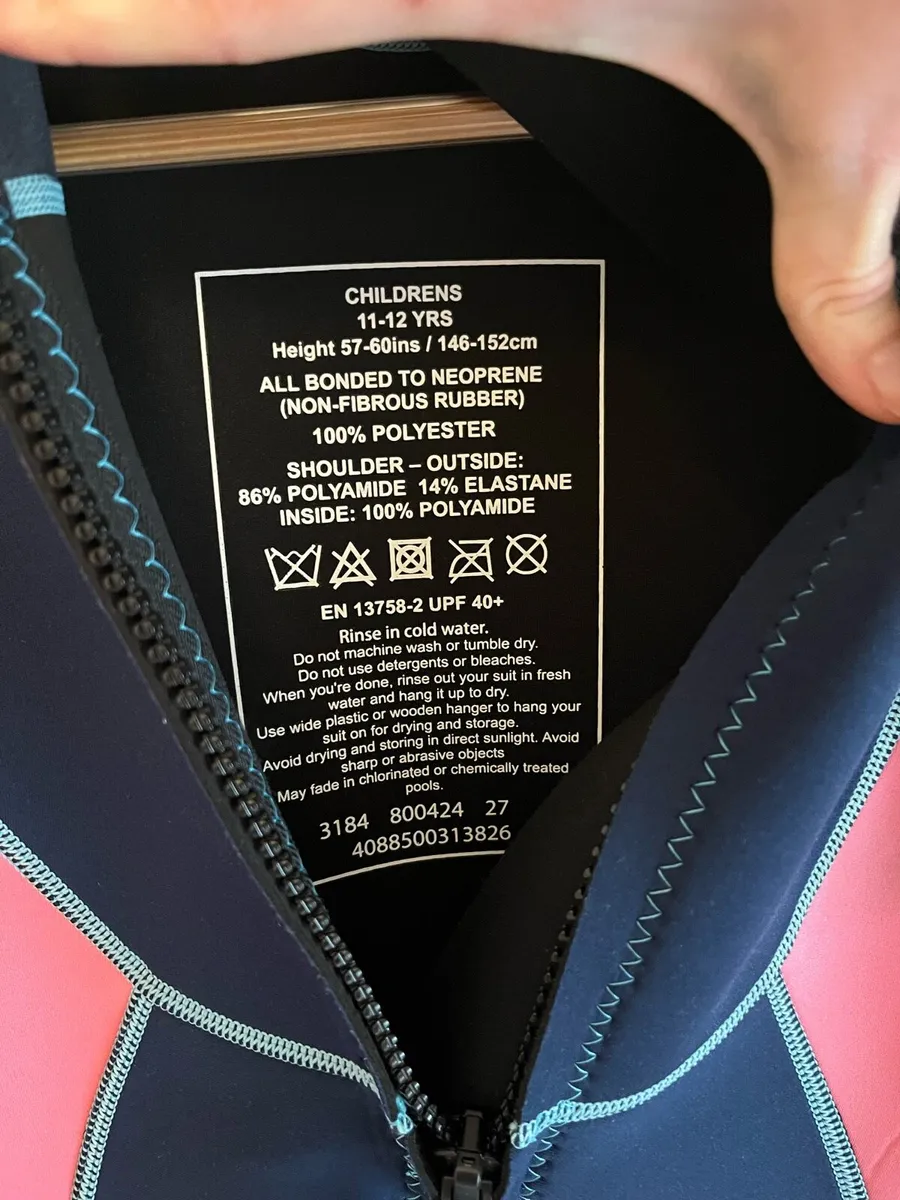 CHILDRENS
11-12 YRS
Height 57-60ins / 146-152cm
ALL BONDED TO NEOPRENE
(NON-FIBROUS RUBBER)
100% POLYESTER
SHOULDER – OUTSIDE:
86% POLYAMIDE 14% ELASTANE
INSIDE: 100% POLYAMIDE
EN 13758-2 UPF 40+
Rinse in cold water.
Do not machine wash or tumble dry.
Do not use detergents or bleaches.
When you're done, rinse out your suit in fresh
water and hang it up to dry.
Use wide plastic or wooden hanger to hang your
suit on for drying and storage.
Avoid drying and storing in direct sunlight. Avoid
sharp or abrasive objects
May fade in chlorinated or chemically treated
pools.
3184 800424 27
4088500313826